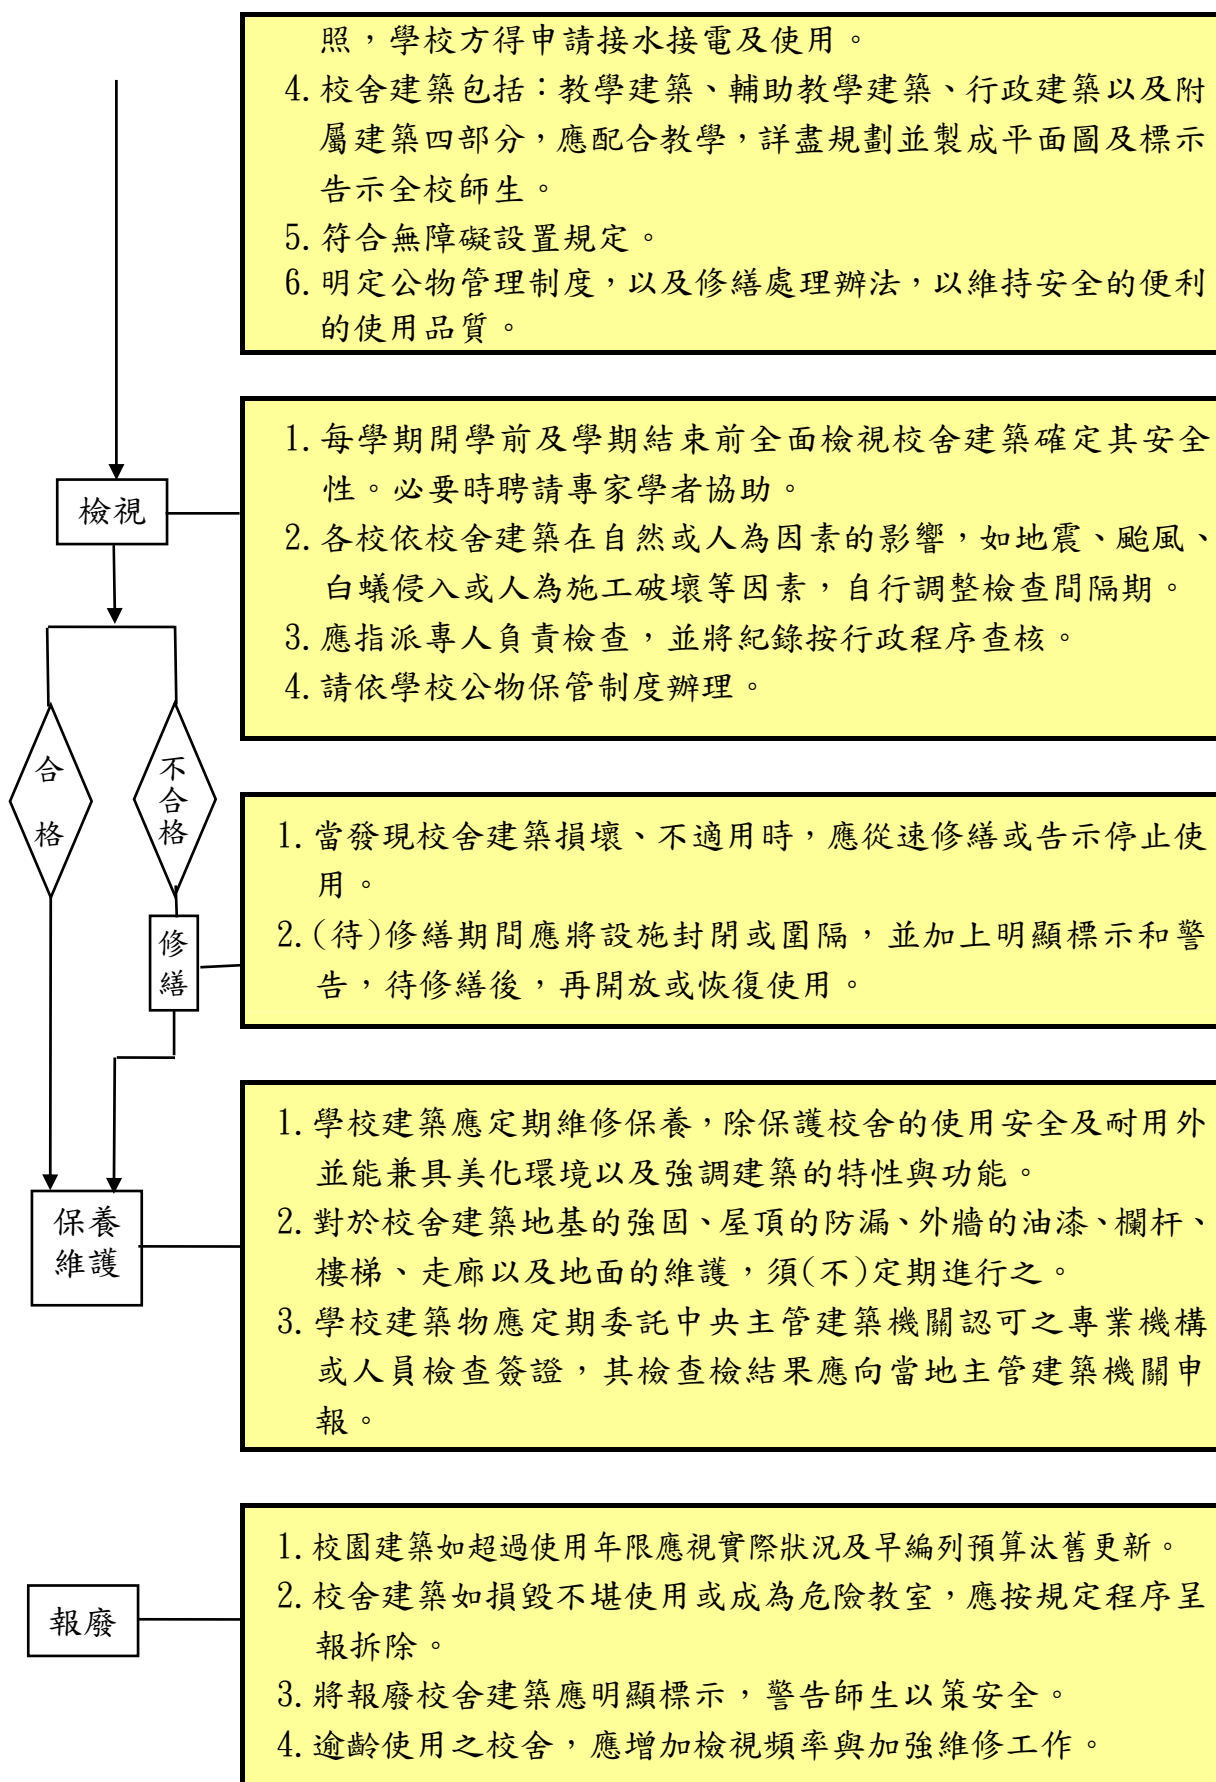 照，學校方得申請接水接電及使用。
4.校舍建築包括：教學建築、輔助教學建築、行政建築以及附
屬建築四部分，應配合教學，詳盡規劃並製成平面圖及標示
告示全校師生。
5.符合無障礙設置規定。
6.明定公物管理制度，以及修繕處理辦法，以維持安全的便利
的使用品質。
檢視
1.每學期開學前及學期結束前全面檢視校舍建築確定其安全
性。必要時聘請專家學者協助。
2.各校依校舍建築在自然或人為因素的影響，如地震、颱風、
白蟻侵入或人為施工破壞等因素，自行調整檢查間隔期。
3.應指派專人負責檢查，並將紀錄按行政程序查核。
4.請依學校公物保管制度辦理。
合
格
不
合
格
修
繕
1.當發現校舍建築損壞、不適用時，應從速修繕或告示停止使
用。
2.(待)修繕期間應將設施封閉或圍隔，並加上明顯標示和警
告，待修繕後，再開放或恢復使用。
保養
維護
1.學校建築應定期維修保養，除保護校舍的使用安全及耐用外
並能兼具美化環境以及強調建築的特性與功能。
2.對於校舍建築地基的強固、屋頂的防漏、外牆的油漆、欄杆、
樓梯、走廊以及地面的維護，須(不)定期進行之。
3.學校建築物應定期委託中央主管建築機關認可之專業機構
或人員檢查簽證，其檢查檢結果應向當地主管建築機關申
報。
報廢
1.校園建築如超過使用年限應視實際狀況及早編列預算汰舊更新。
2.校舍建築如損毀不堪使用或成為危險教室，應按規定程序呈
報拆除。
3.將報廢校舍建築應明顯標示，警告師生以策安全。
4.逾齡使用之校舍，應增加檢視頻率與加強維修工作。